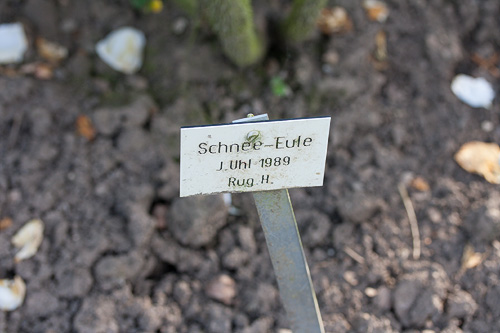 Schnee-Eule
J.Uhl 1989
Rug H.